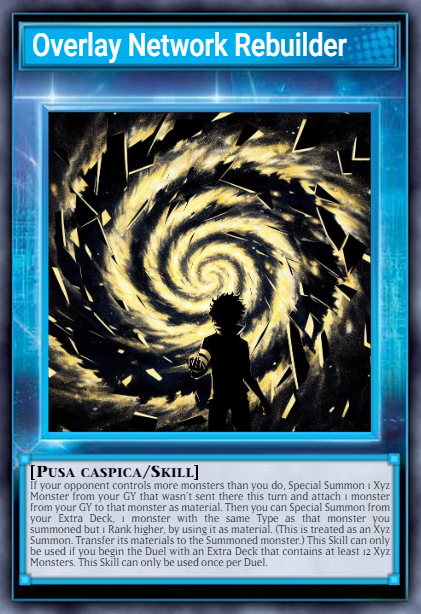 Overlay Network Rebuilder
[Pusa caspica/Skill]
If your opponent controls more monsters than you do, Special Summon 1 Xyz
Monster from your GY that wasn't sent there this turn and attach 1 monster
from your GY to that monster as material. Then you can Special Summon from
your Extra Deck, 1 monster with the same Type as that monster you
summoned but 1 Rank higher, by using it as material. (This is treated as an Xyz
Summon. Transfer its materials to the Summoned monster.) This Skill can only
be used if you begin the Duel with an Extra Deck that contains at least 12 Xyz
Monsters. This Skill can only be used once per Duel.